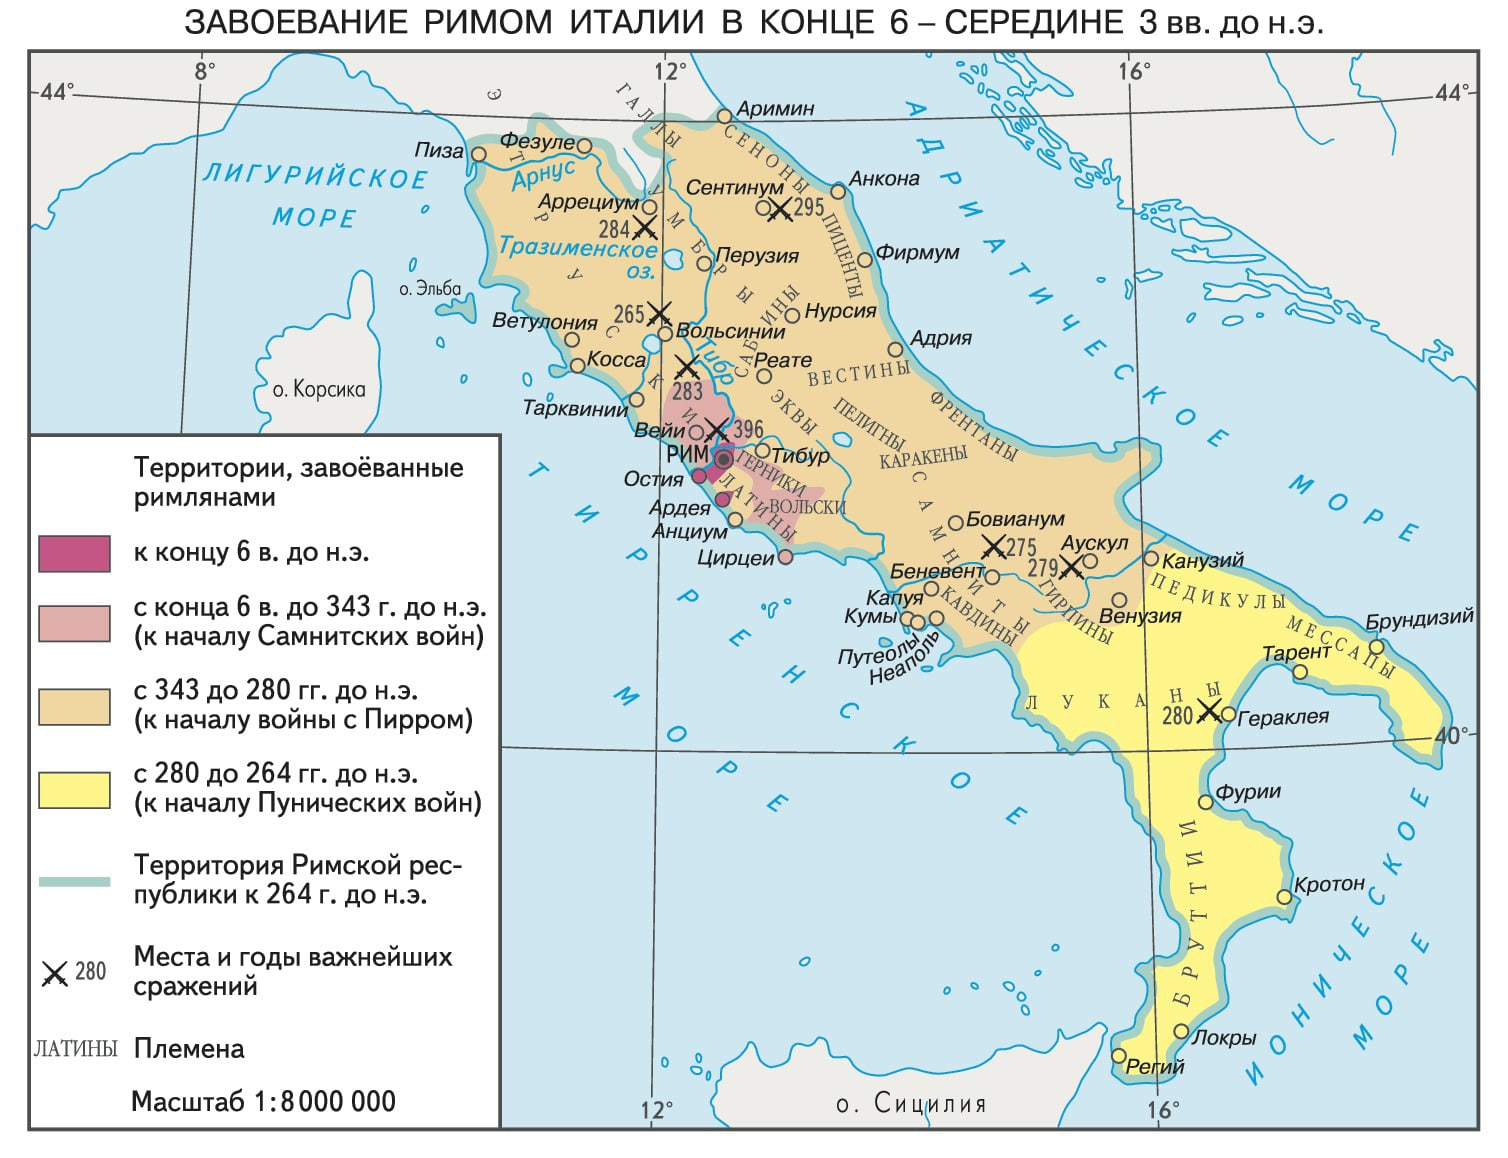 ЗАВОЕВАНИЕ РИМОМ ИТАЛИИ В КОНЦЕ 6 – СЕРЕДИНЕ 3 вв. до н.э.
8°
12°
16°
44°
44°
ЭТРУСКИ
ГАЛЛЫ
Аримин
СЕНОНЫ
Фезуле
Пиза
Арнус
ЛИГУРИЙСКОЕ
МОРЕ
АДРИАТИЧЕСКОЕ МОРЕ
Сентинум
295
Анкона
Аррециум
284
УМБРЫ
ПИЦЕНТЫ
Тразименское
оз.
Перузия
Фирмум
о. Эльба
265
Ветулония
Вольсинии
САБИНЫ
Нурсия
Адрия
Тибр
Косса
Реате
ВЕСТИНЫ
283
о. Корсика
Тарквинии
ЭКВЫ
ПЕЛИГНЫ
ФРЕНТАНЫ
Вейи
396
РИМ
Тибур
КАРАКЕНЫ
Остия
ГЕРНИКИ
ЛАТИНЫ
ВОЛЬСКИ
САМНИТЫ
Ардея
Анциум
Цирцеи
Бовианум
275
Аускул
279
Канузий
Беневент
Капуя
КАВДИНЫ
ГИРПИНЫ
Венузия
ПЕДИКУЛЫ
Кумы
Путеолы
Неаполь
МЕССАПЫ
Брундизий
Тарент
ЛУКАНЫ
280
Гераклея
40°
ТИРРЕНСКОЕ МОРЕ
Фурии
БРУТТИИ
Кротон
ИОНИЧЕСКОЕ
МОРЕ
Локры
Регий
о. Сицилия
12°
16°
Территории, завоёванные
римлянами
к концу 6 в. до н.э.
с конца 6 в. до 343 г. до н.э.
(к началу Самнитских войн)
с 343 до 280 гг. до н.э.
(к началу войны с Пирром)
с 280 до 264 гг. до н.э.
(к началу Пунических войн)
Территория Римской рес-
публики к 264 г. до н.э.
280
Места и годы важнейших
сражений
ЛАТИНЫ Племена
Масштаб 1:8 000 000